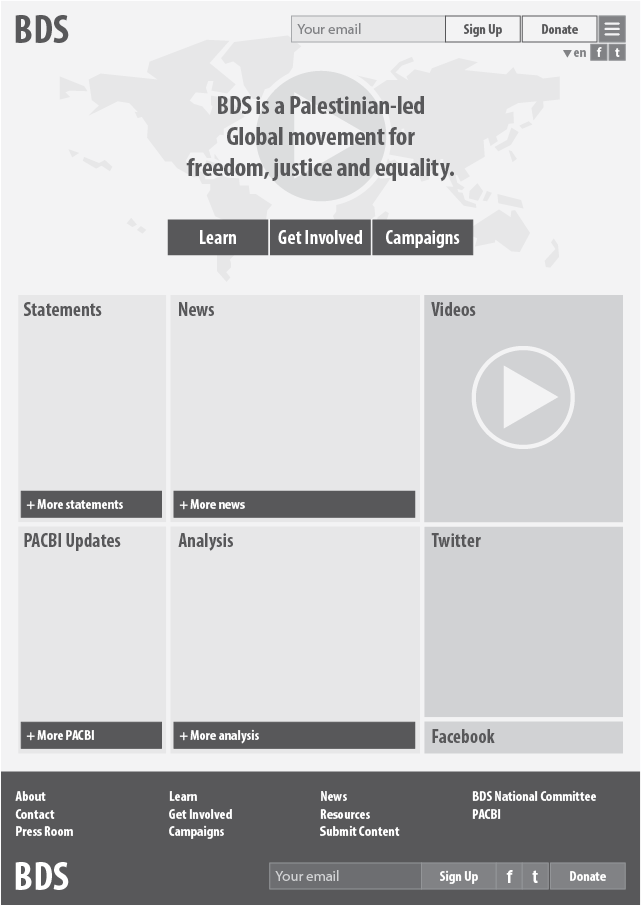 BDS
Your email
Sign Up
Donate
en
f
t
BDS is a Palestinian-led
Global movement for
freedom, justice and equality.
Learn
Get Involved
Campaigns
Statements
News
Videos
+ More statements
+ More news
PACBI Updates
Analysis
Twitter
+ More PACBI
+ More analysis
Facebook
About
Learn
News
BDS National Committee
Contact
Get Involved
Resources
PACBI
Press Room
Campaigns
Submit Content
BDS
Your email
Sign Up
f
t
Donate